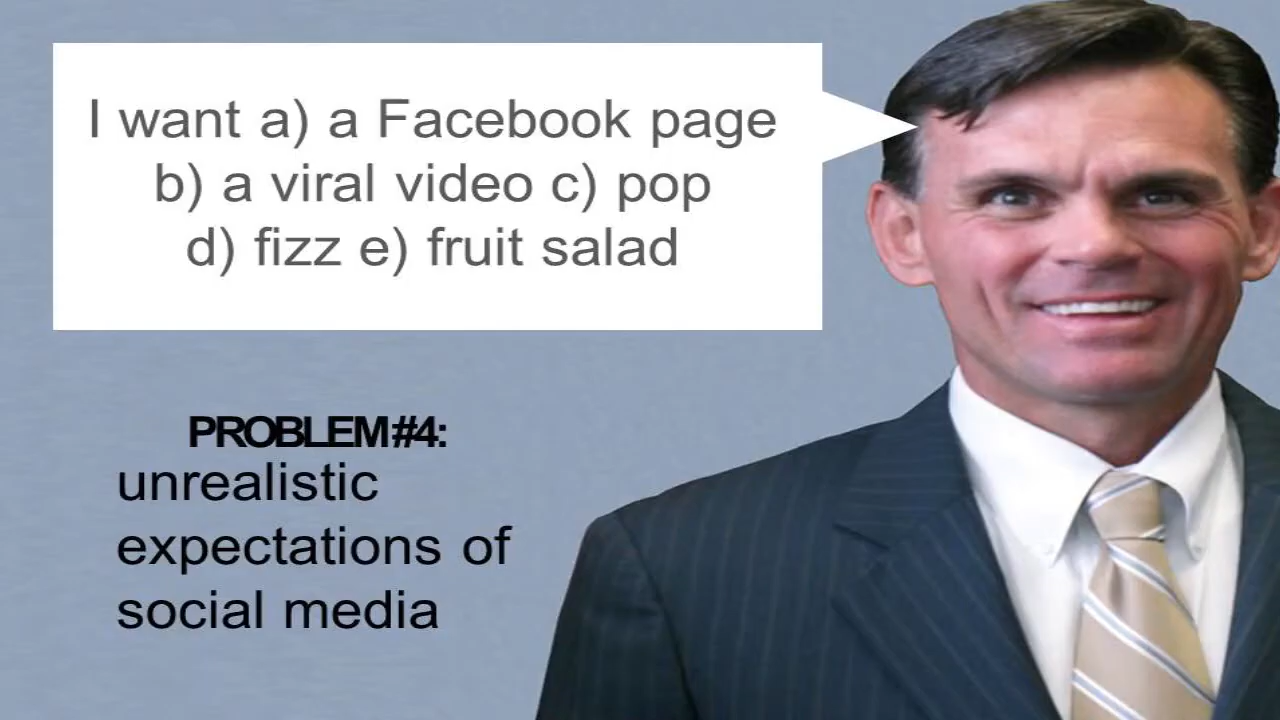 I want a) a Facebook page
b) a viral video c) pop
d) fizz e) fruit salad
PROBLEM #4:
unrealistic
expectations of
social media